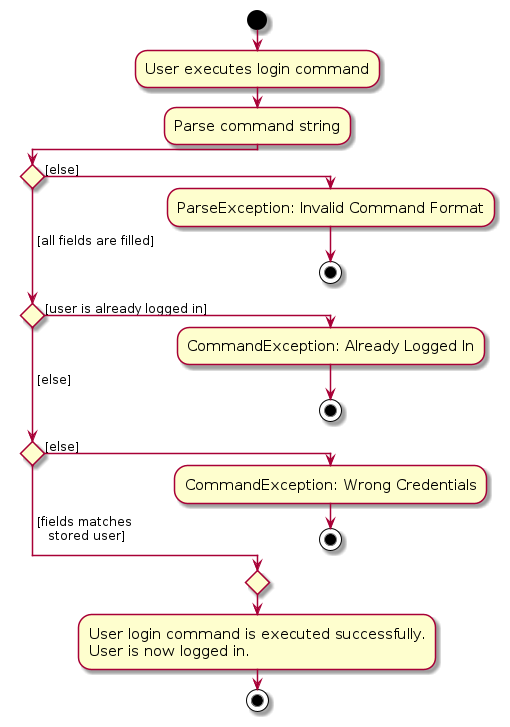 User executes login command
Parse command string
[else]
ParseException: Invalid Command Format
[all fields are filled]
[user is already logged in]
CommandException: Already Logged In
[else]
[else]
CommandException: Wrong Credentials
[fields matches
stored user]
User login command is executed successfully.
User is now logged in.